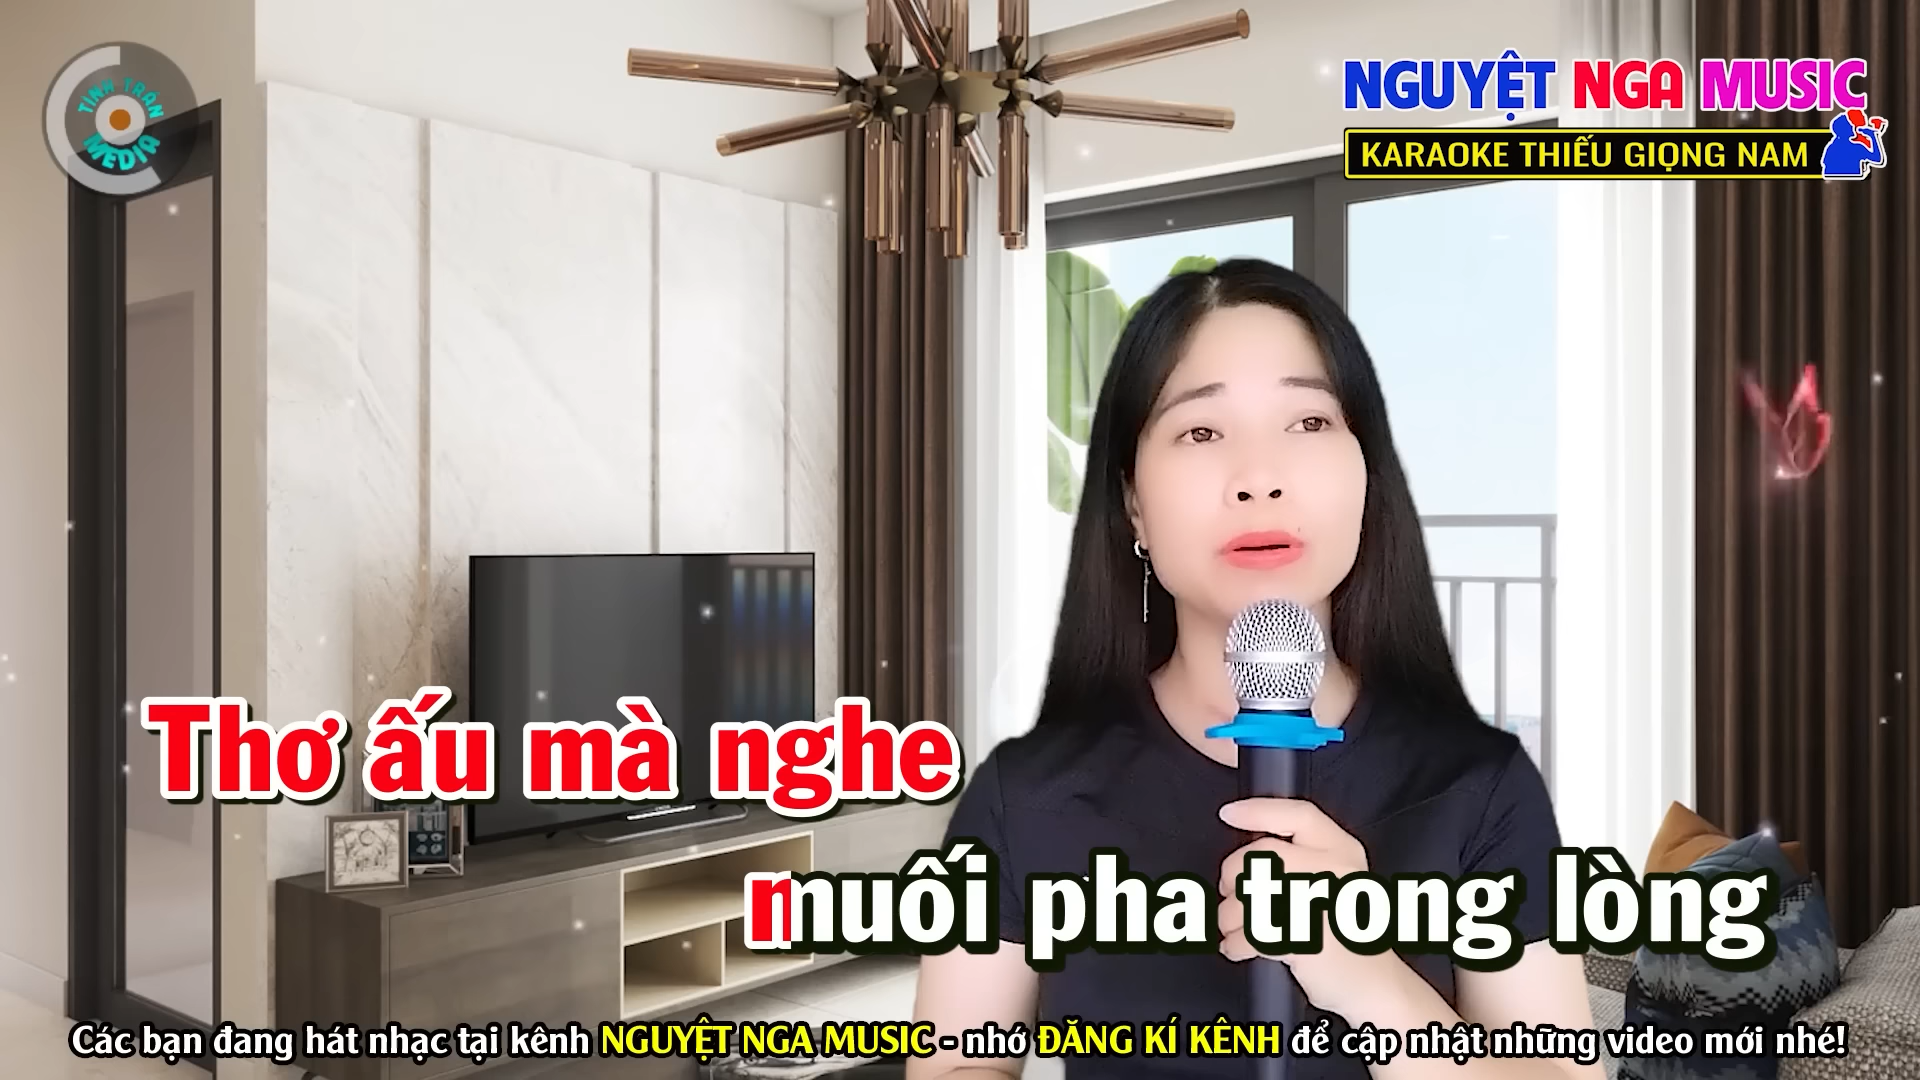 TÌNH TRẦN
MEDIA
NGUYỆT NGA MUSIC
KARAOKE THIẾU GIỌNG NAM
Thơ ấu mà nghe
muối pha trong lòng
Các bạn đang hát nhạc tại kênh NGUYỆT NGA MUSIC - nhớ ĐĂNG KÍ KÊNH để cập nhật những video mới nhé!